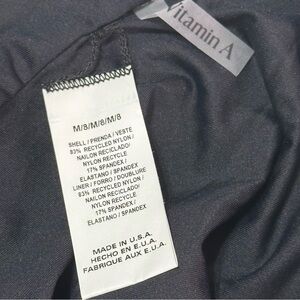 Vitamin A
M/8/M/8/M/8
SHELL / PRENDA / VESTE
83% RECYCLED NYLON /
NAILON RECICLADO/
NYLON RECYCLE
17% SPANDEX /
ELASTANO / SPANDEX
LINER / FORRO / DOUBLURE
83% RECYCLED NYLON /
NAILON RECICLADO/
NYLON RECYCLE
17% SPANDEX/
ELASTANO / SPANDEX
MADE IN U.S.A.
HECHO EN E.U.A.
FABRIQUE AUX E.U.A.